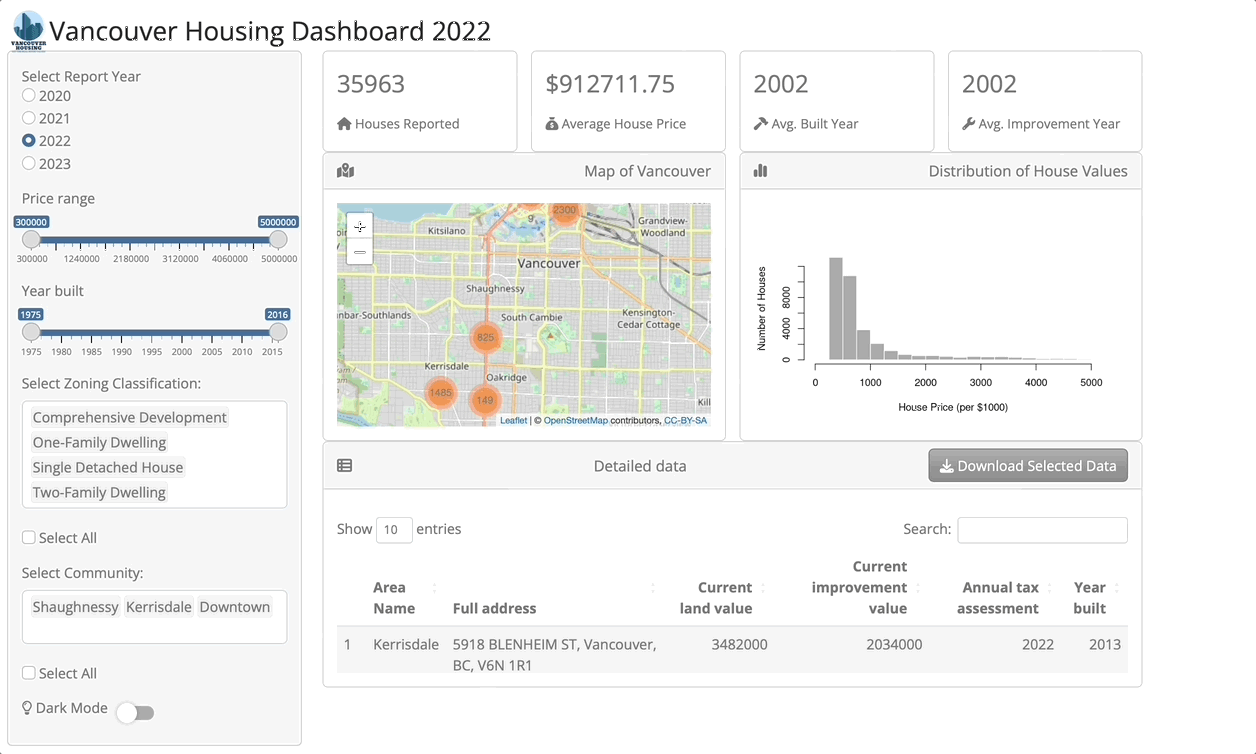 VANCOUVER
HOUSING
Vancouver Housing Dashboard 2022
Select Report Year
2020
2021
2022
2023
Price range
300000 5000000
300000 1240000 2180000 3120000 4060000 5000000
Year built
1975 2016
1975 1980 1985 1990 1995 2000 2005 2010 2015
Select Zoning Classification:
Comprehensive Development
One-Family Dwelling
Single Detached House
Two-Family Dwelling
Select All
Select Community:
Shaughnessy Kerrisdale Downtown
Select All
Dark Mode
35963
Houses Reported
$912711.75
Average House Price
2002
Avg. Built Year
2002
Avg. Improvement Year
Map of Vancouver
+
−
2300
9
Grandview-
Woodland
Kitsilano
Vancouver
Shaughnessy
nbar-Southlands
South Cambie
Kensington-
Cedar Cottage
825
Kerrisdale
Oakridge
1485
149
Kil
Leaflet | © OpenStreetMap contributors, CC-BY-SA
Distribution of House Values
Number of Houses
0 4000 8000
0 1000 2000 3000 4000 5000
House Price (per $1000)
Detailed data
Download Selected Data
Show 10 entries
Search:
Area
Name
Full address
Current
land value
Current
improvement
value
Annual tax
assessment
Year
built
1 Kerrisdale 5918 BLENHEIM ST, Vancouver, 3482000 2034000 2022 2013
BC, V6N 1R1